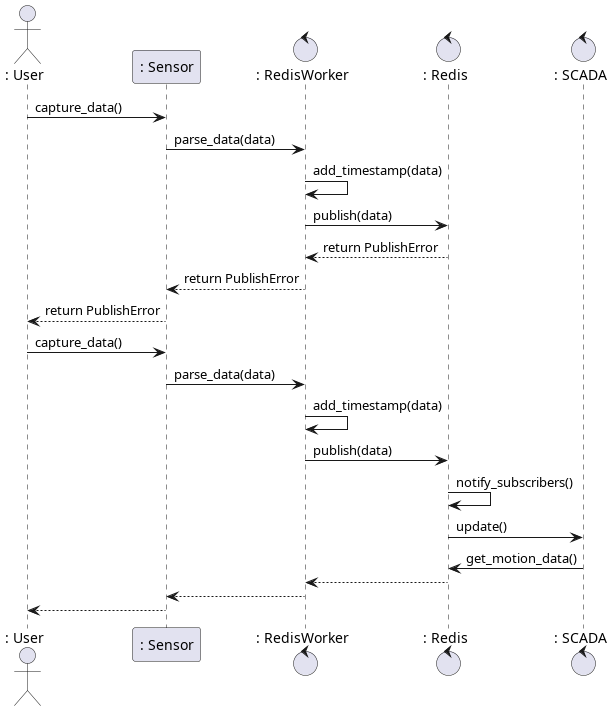 : User
: Sensor
: RedisWorker
: Redis
: SCADA
capture_data()
parse_data(data)
add_timestamp(data)
publish(data)
return PublishError
return PublishError
return PublishError
capture_data()
parse_data(data)
add_timestamp(data)
publish(data)
notify_subscribers()
update()
get_motion_data()
: User
: Sensor
: RedisWorker
: Redis
: SCADA